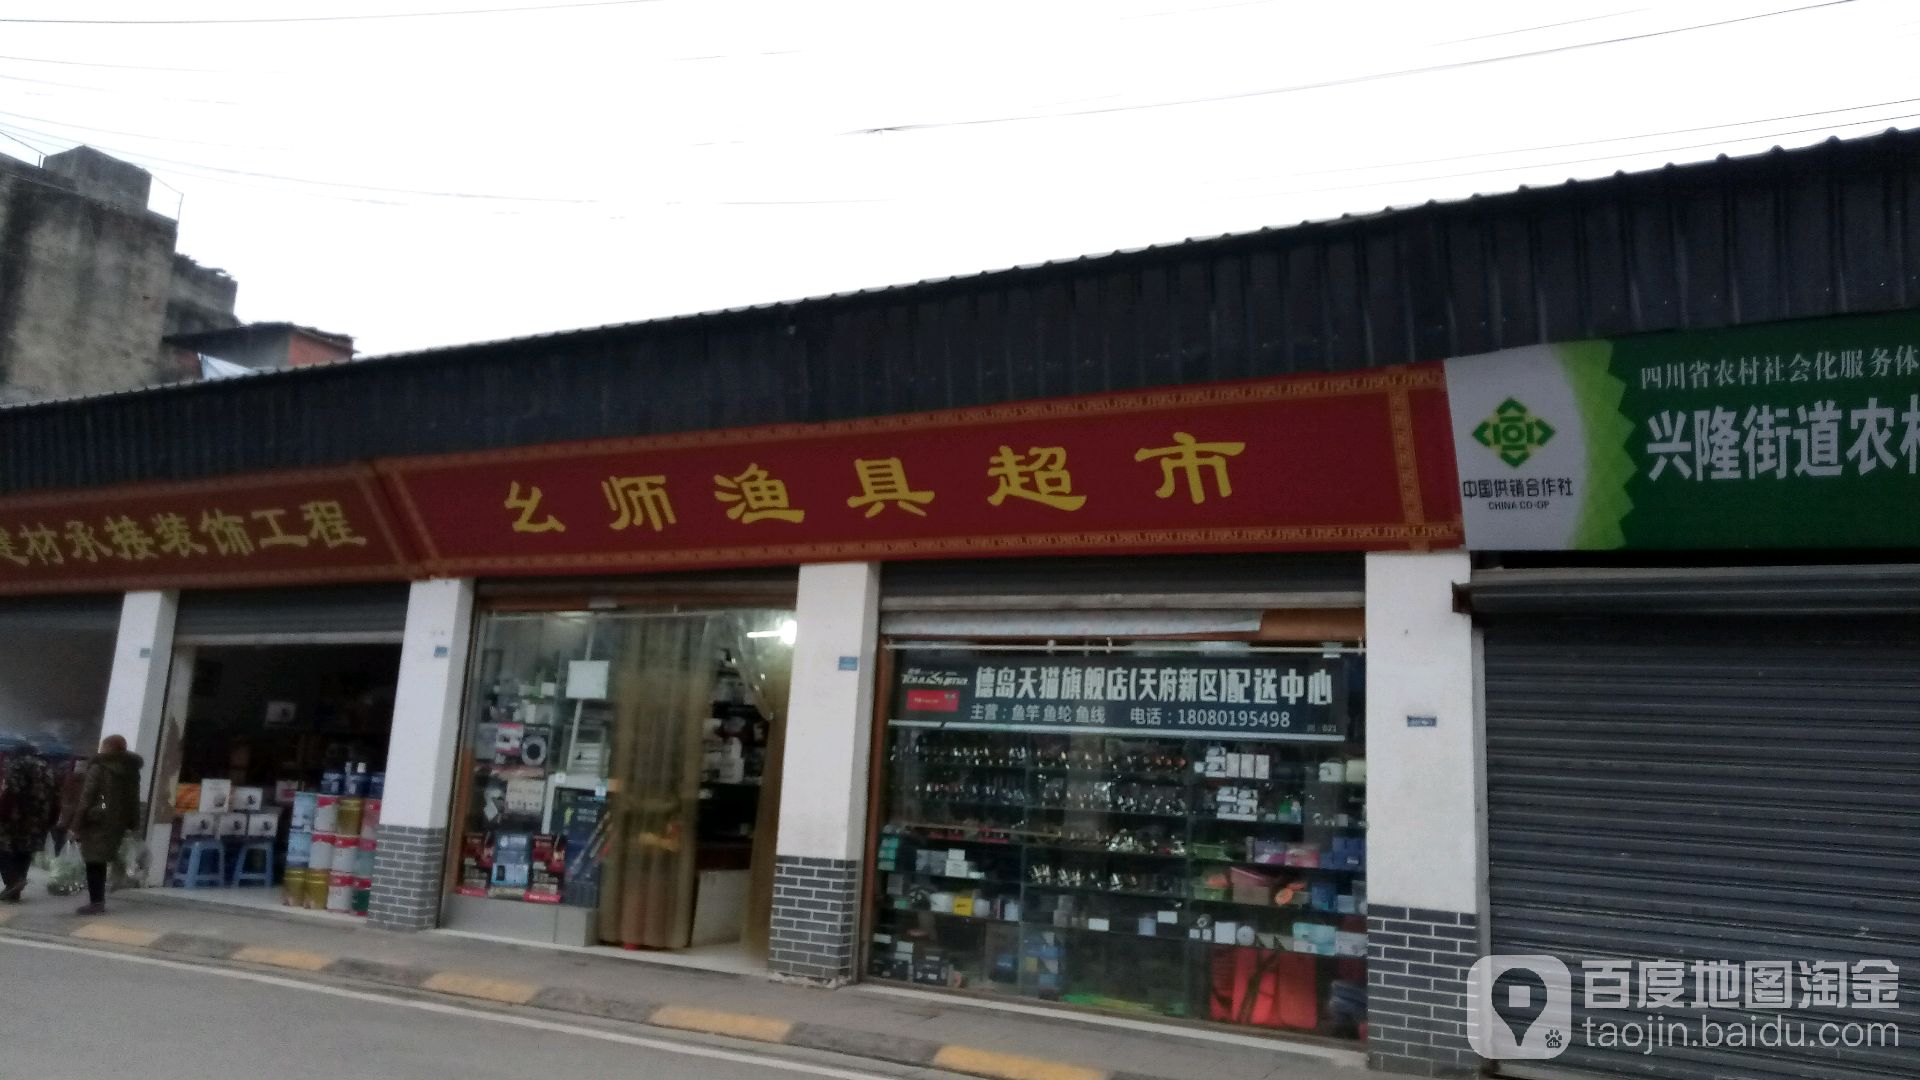 建材承接装饰工程
幺师渔具超市
中国供销合作社
CHINA CO-OP
四川省农村社会化服务体
兴隆街道农村
德岛天猫旗舰店(天府新区)配送中心
主营：鱼竿 鱼轮 鱼线 电话：18080195498
百度地图淘金
taojin.baidu.com